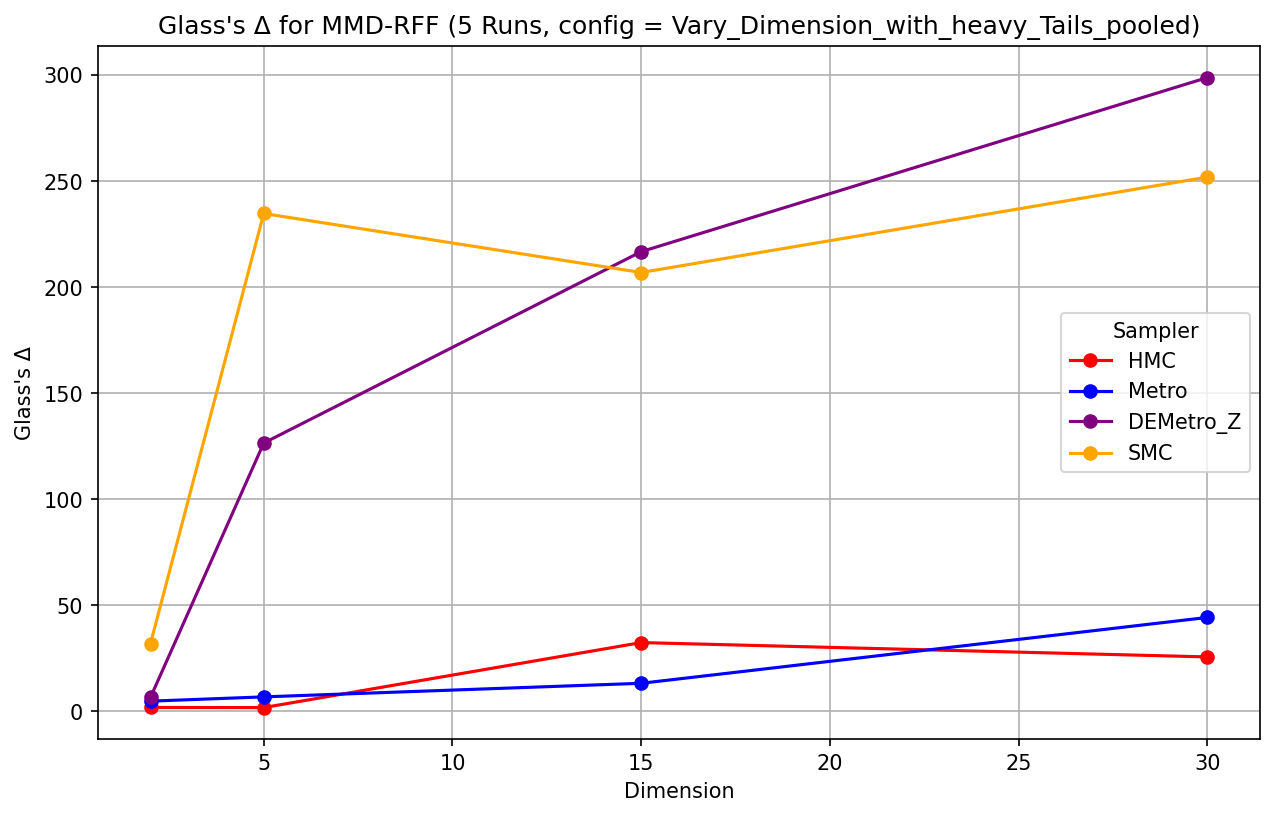 Glass's Δ for MMD-RFF (5 Runs, config = Vary_Dimension_with_heavy_Tails_pooled)
300
250
200
150
100
50
0
Glass's Δ
Sampler
HMC
Metro
DEMetro_Z
SMC
5 10 15 20 25 30
Dimension